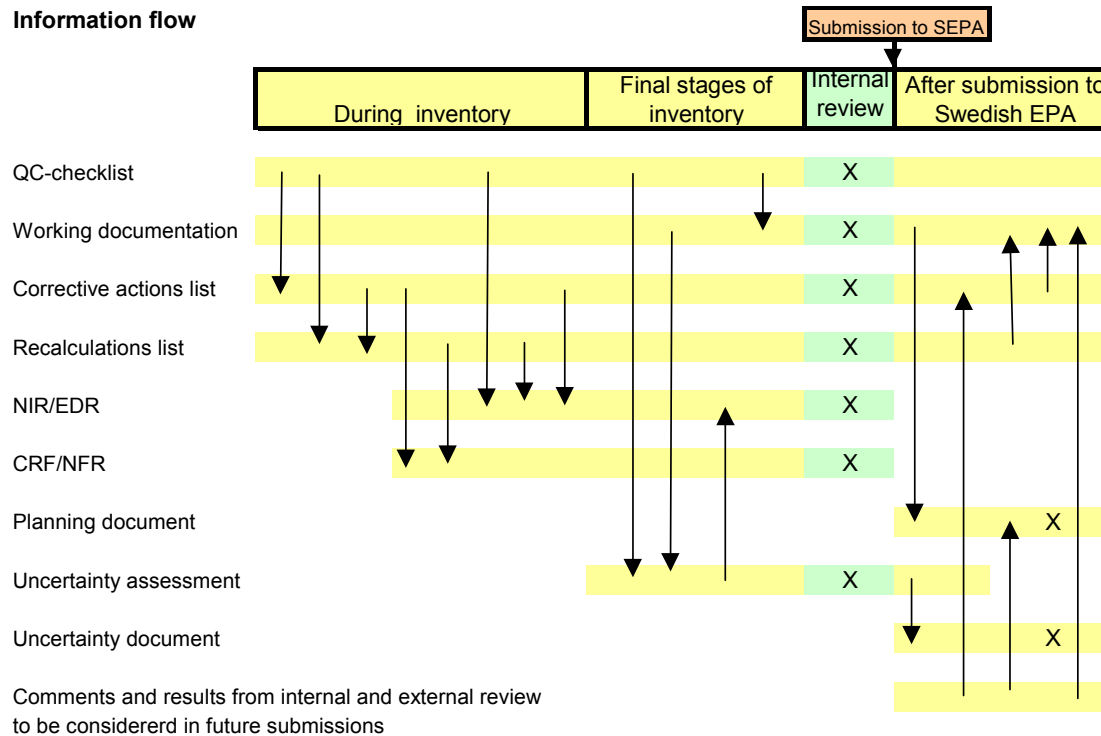 Information flow
Submission to SEPA
During inventory
Final stages of
inventory
Internal
review
After submission to
Swedish EPA
QC-checklist X
Working documentation X
Corrective actions list X
Recalculations list X
NIR/EDR X
CRF/NFR X
Planning document X
Uncertainty assessment X
Uncertainty document X
Comments and results from internal and external review
to be considererd in future submissions